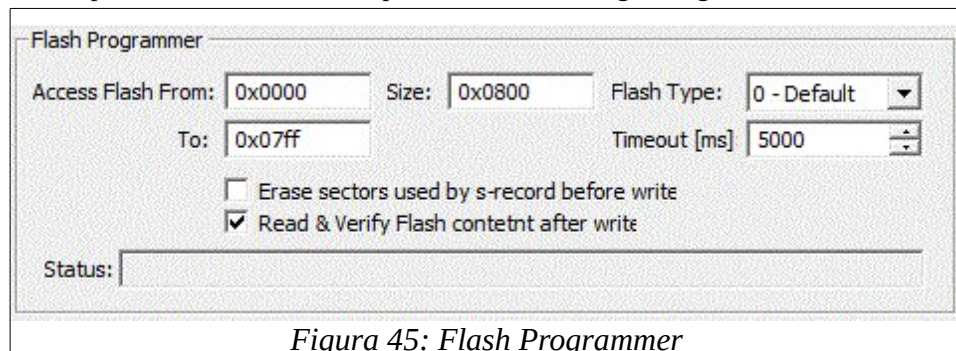 Flash Programmer
Access Flash From: 0x0000 Size: 0x0800 Flash Type: 0 - Default
To: 0x07ff Timeout [ms] 5000
Erase sectors used by s-record before write
Read & Verify Flash contetnt after write
Status:
Figura 45: Flash Programmer